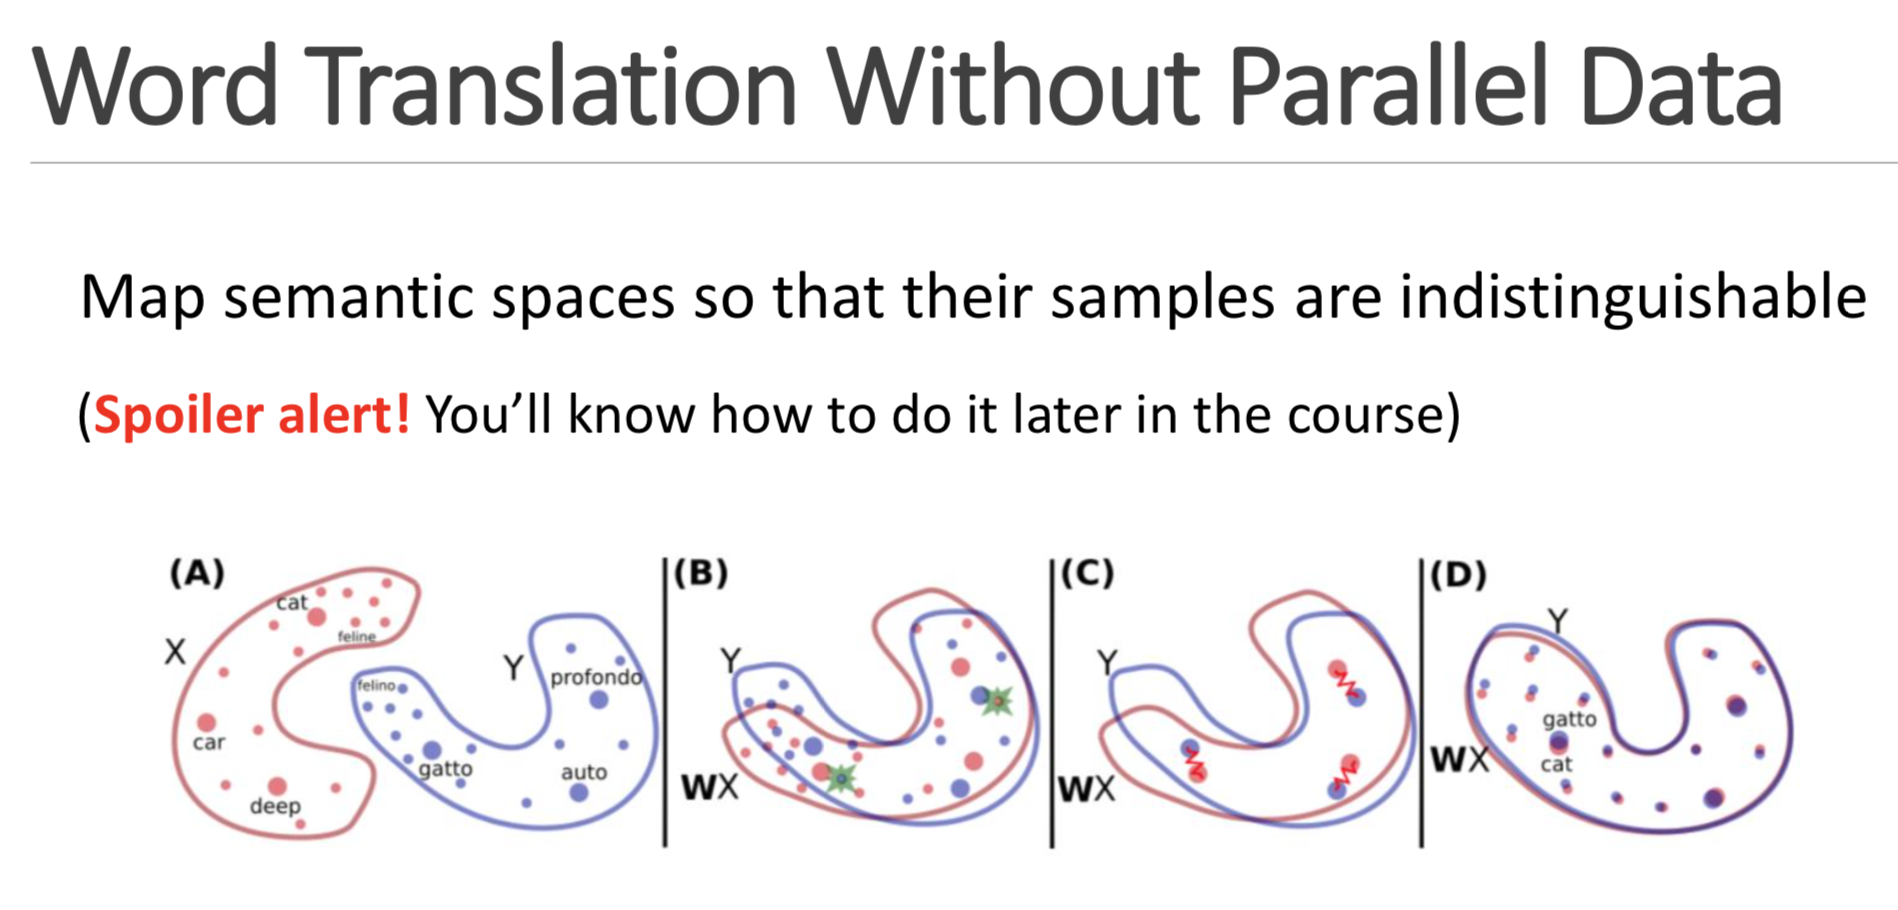 Word Translation Without Parallel Data
Map semantic spaces so that their samples are indistinguishable
(Spoiler alert! You’ll know how to do it later in the course)
(A)
cat
feline
X
car
deep
Y
felino
profondo
gatto
auto
(B)
Y
WX
(C)
Y
WX
(D)
Y
gatto
WX
cat